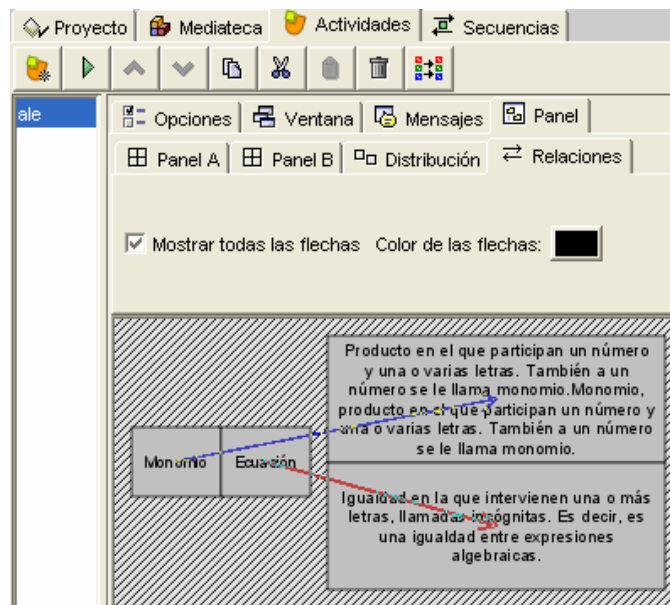 Proyecto Mediateca Actividades Secuencias
ale
Opciones Ventana Mensajes Panel
Panel A Panel B Distribución Relaciones
Mostrar todas las flechas Color de las flechas:
Monomio Ecuación
Producto en el que participan un número
y una o varias letras. También a un
número se le llama monomio.Monomio,
producto en el que participan un número y
una o varias letras. También a un número
se le llama monomio.
Igualdad en la que intervienen una o más
letras, llamadas incógnitas. Es decir, es
una igualdad entre expresiones
algebraicas.